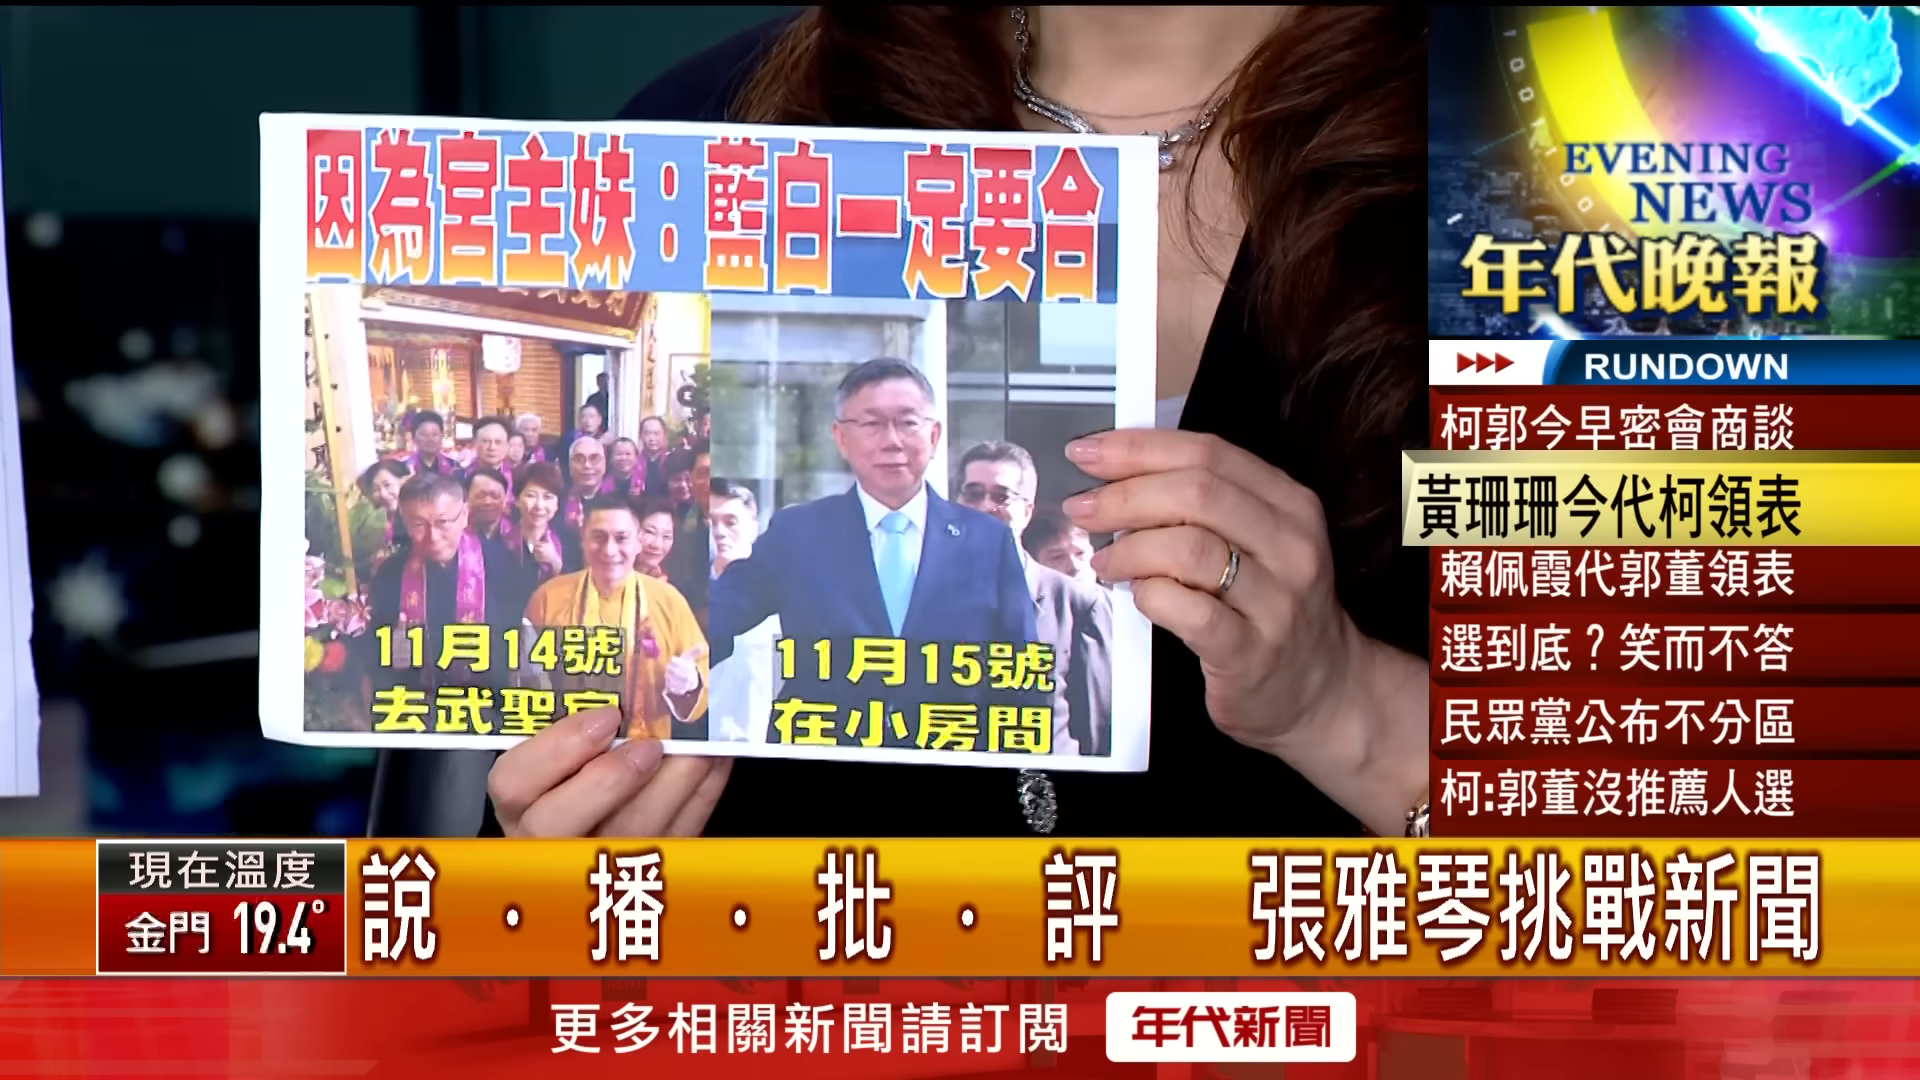 因為宮主妹：藍白一定要合
11月14號
去武聖宮
11月15號
在小房間
EVENING
NEWS
年代晚報
RUNDOWN
柯郭今早密會商談
黃珊珊今代柯領表
賴佩霞代郭董領表
選到底？笑而不答
民眾黨公布不分區
柯:郭董沒推薦人選
現在溫度
金門 19.4°
說．播．批．評 張雅琴挑戰新聞
更多相關新聞請訂閱 年代新聞